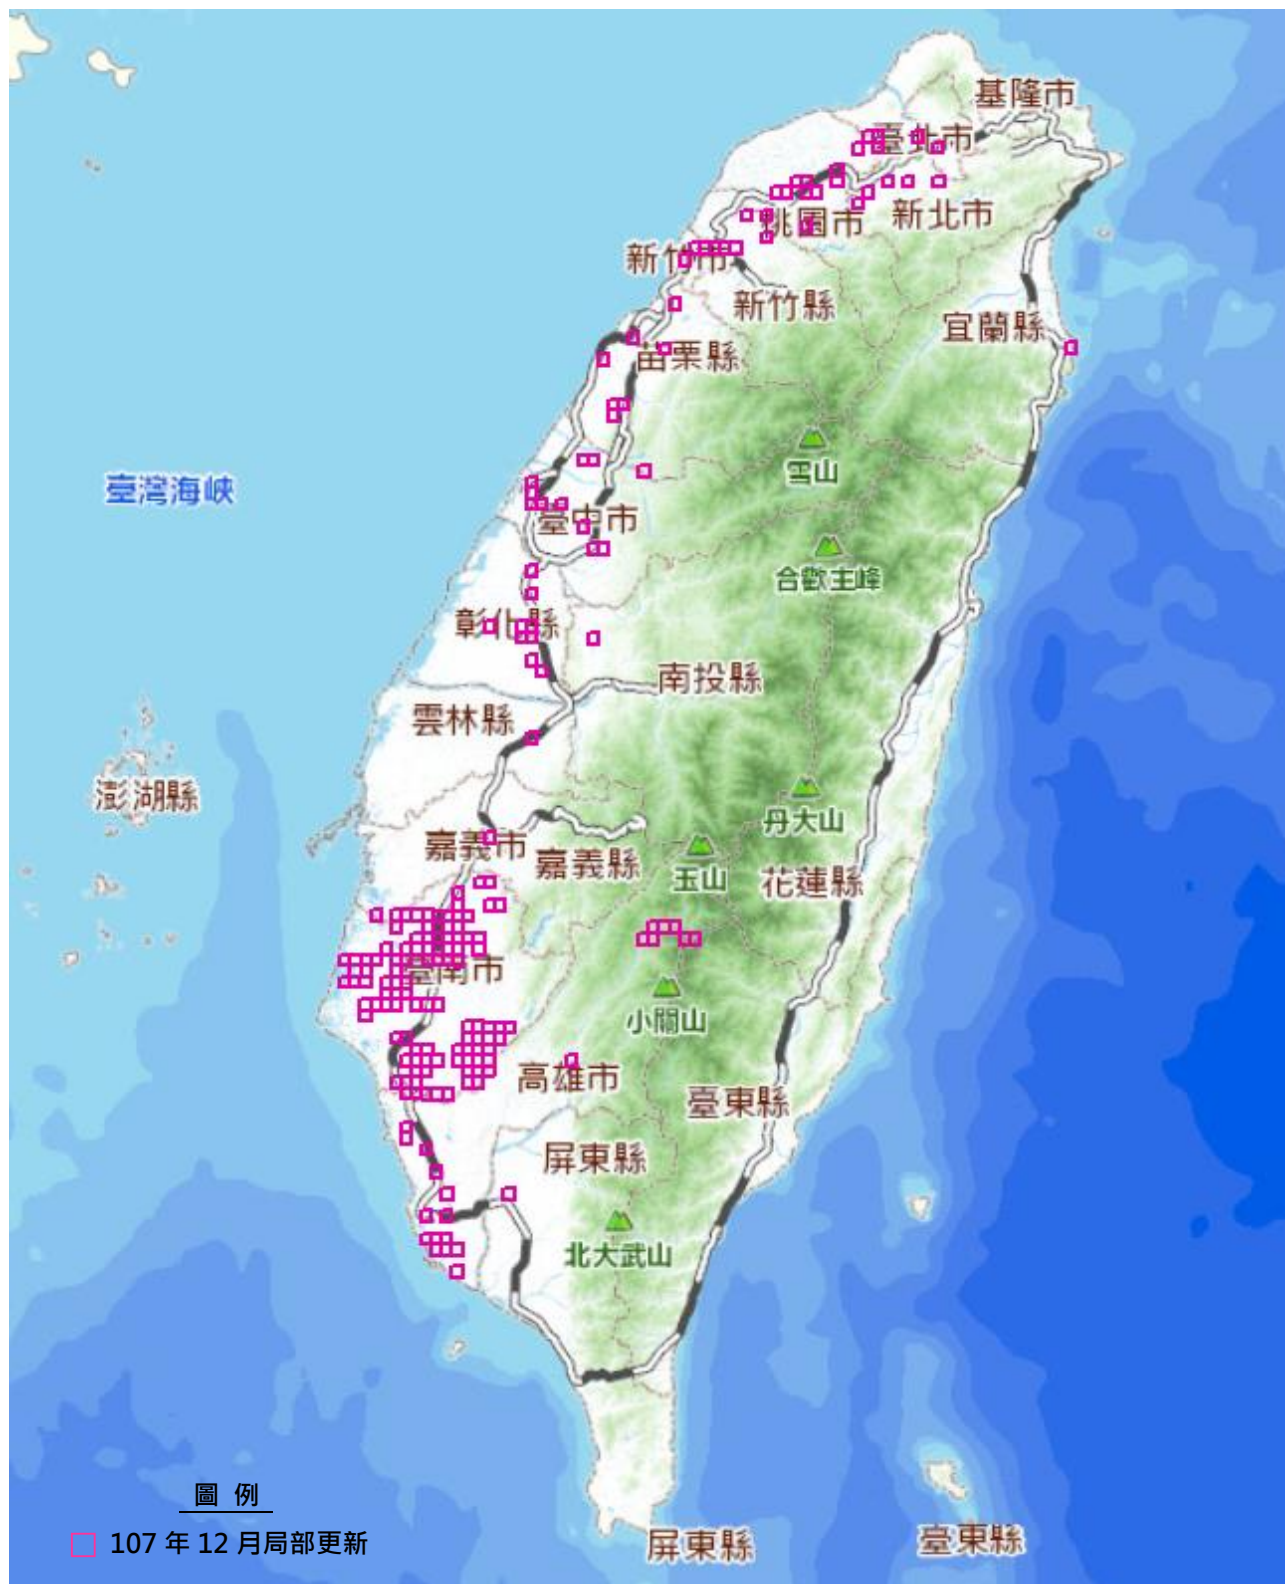 基隆市
臺北市
新北市
桃園市
新竹市
新竹縣
宜蘭縣
苗栗縣
雪山
臺灣海峽
臺中市
合歡主峰
彰化縣
南投縣
雲林縣
澎湖縣
丹大山
嘉義市
嘉義縣
玉山
花蓮縣
臺南市
小關山
高雄市
臺東縣
屏東縣
北大武山
圖 例
107 年 12 月局部更新
屏東縣
臺東縣